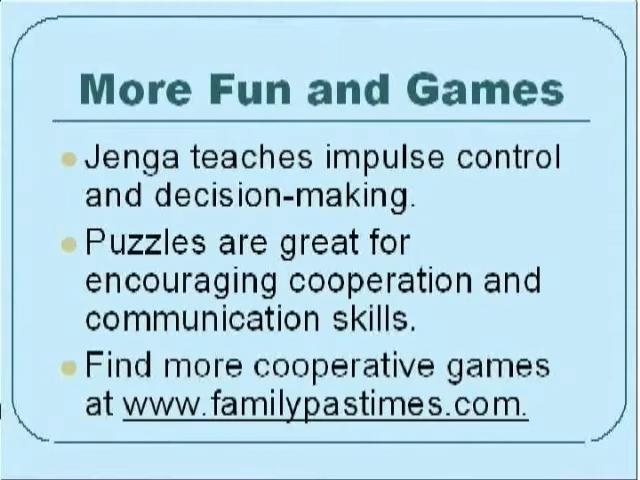 More Fun and Games
Jenga teaches impulse control
and decision-making.
Puzzles are great for
encouraging cooperation and
communication skills.
Find more cooperative games
at www.familypastimes.com.